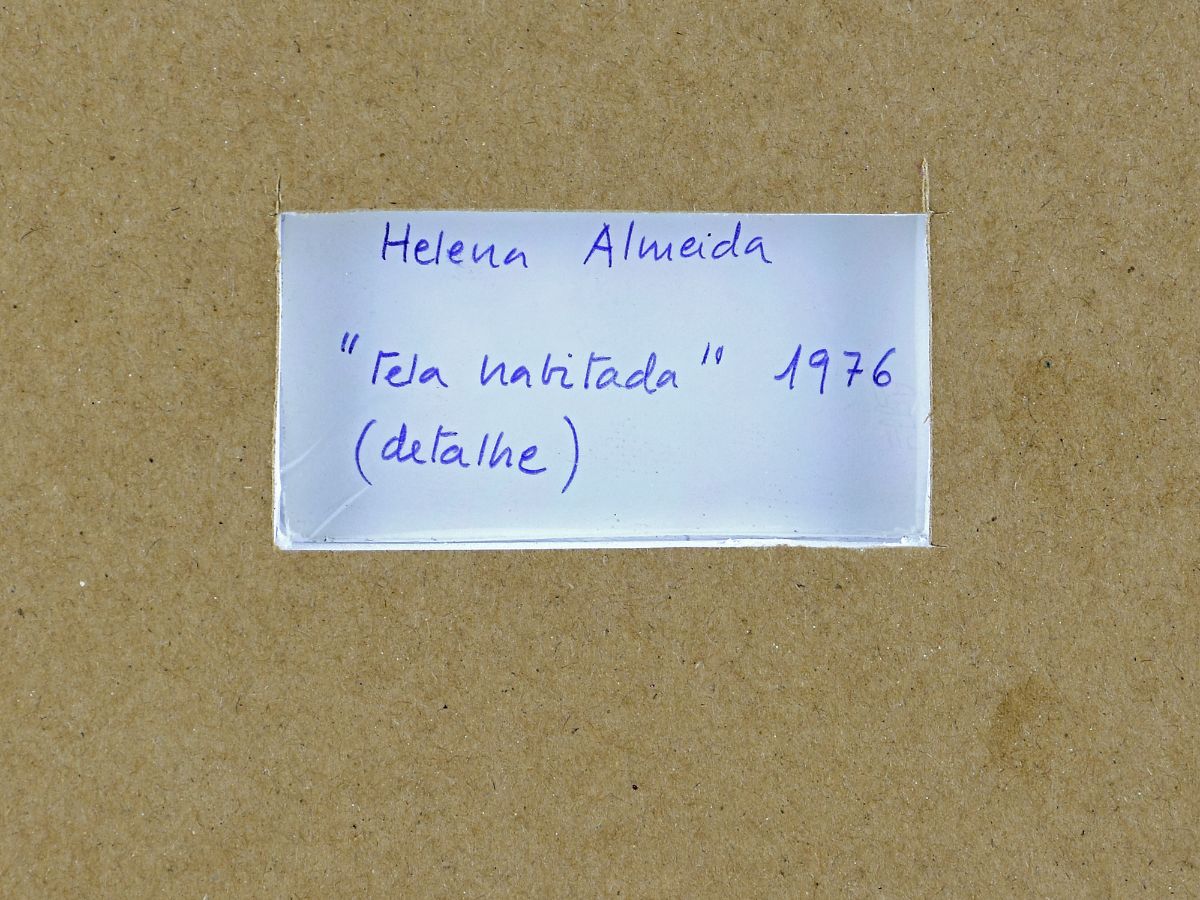 Helena Almeida
"Tela habitada" 1976
(detalhe)